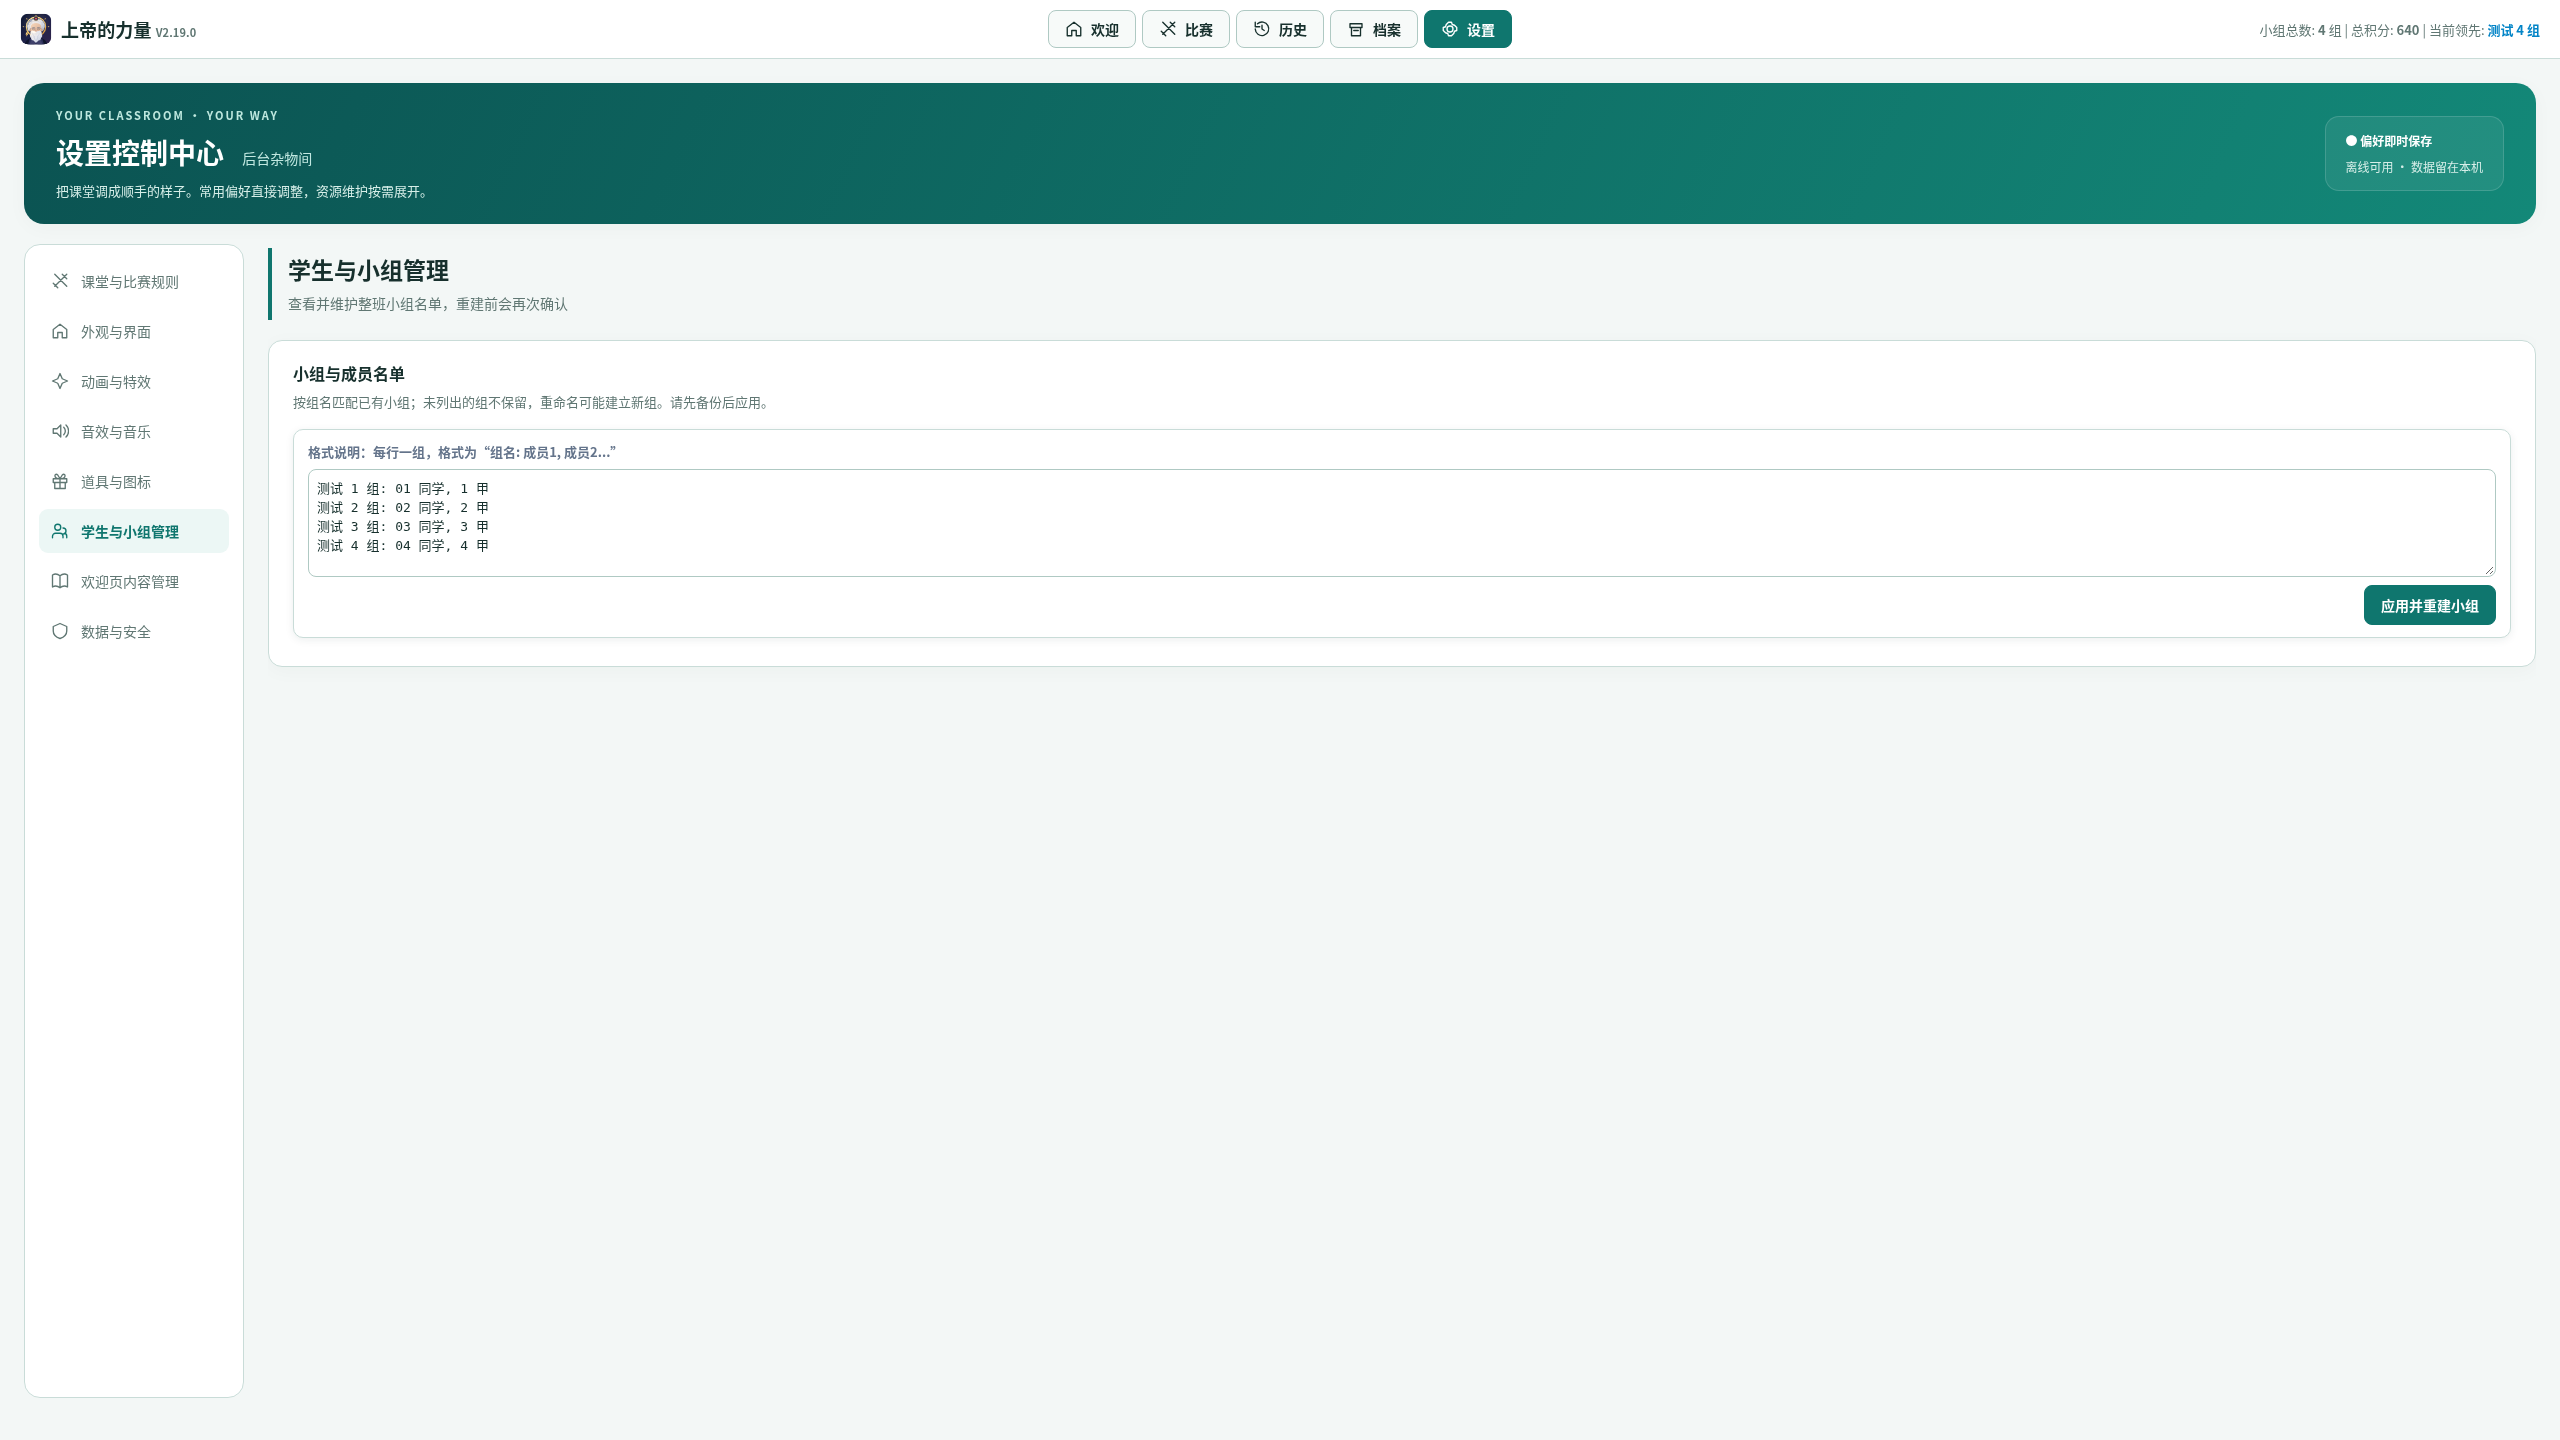 上帝的力量 V2.19.0
欢迎
比赛
历史
档案
设置
小组总数: 4 组 | 总积分: 640 | 当前领先: 测试 4 组
YOUR CLASSROOM · YOUR WAY
设置控制中心 后台杂物间
把课堂调成顺手的样子。常用偏好直接调整，资源维护按需展开。
偏好即时保存
离线可用 · 数据留在本机
课堂与比赛规则
外观与界面
动画与特效
音效与音乐
道具与图标
学生与小组管理
欢迎页内容管理
数据与安全
学生与小组管理
查看并维护整班小组名单，重建前会再次确认
小组与成员名单
按组名匹配已有小组；未列出的组不保留，重命名可能建立新组。请先备份后应用。
格式说明：每行一组，格式为“组名: 成员1, 成员2...”
测试 1 组: 01 同学, 1 甲
测试 2 组: 02 同学, 2 甲
测试 3 组: 03 同学, 3 甲
测试 4 组: 04 同学, 4 甲
应用并重建小组